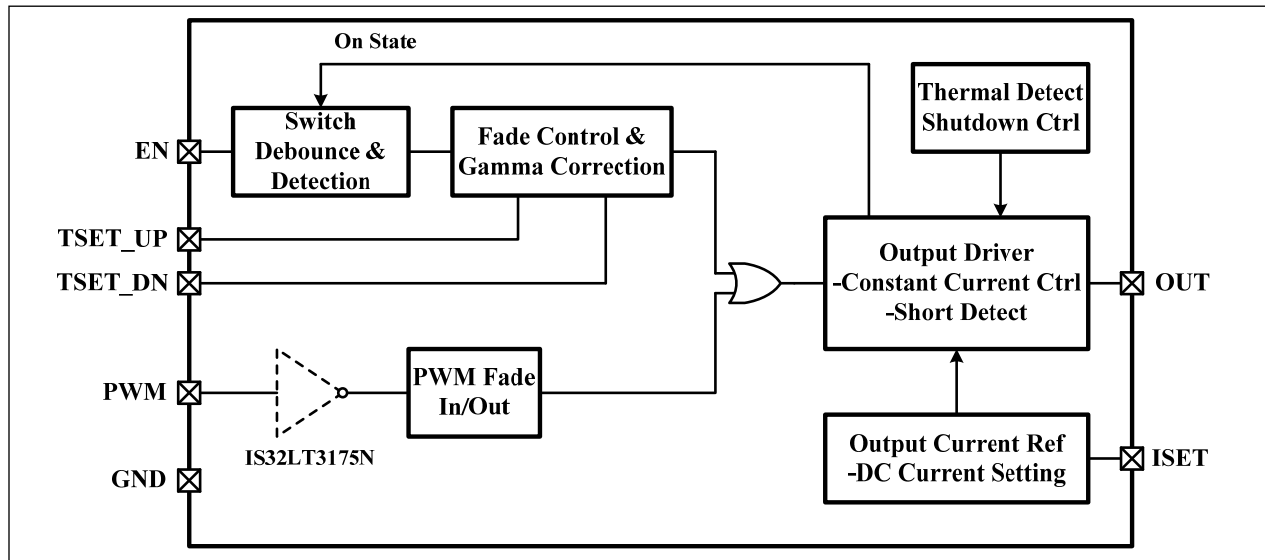 On State
Thermal Detect
Shutdown Ctrl
EN
Switch
Debounce &
Detection
Fade Control &
Gamma Correction
TSET_UP
TSET_DN
Output Driver
-Constant Current Ctrl
-Short Detect
OUT
PWM
IS32LT3175N
PWM Fade
In/Out
Output Current Ref
-DC Current Setting
ISET
GND